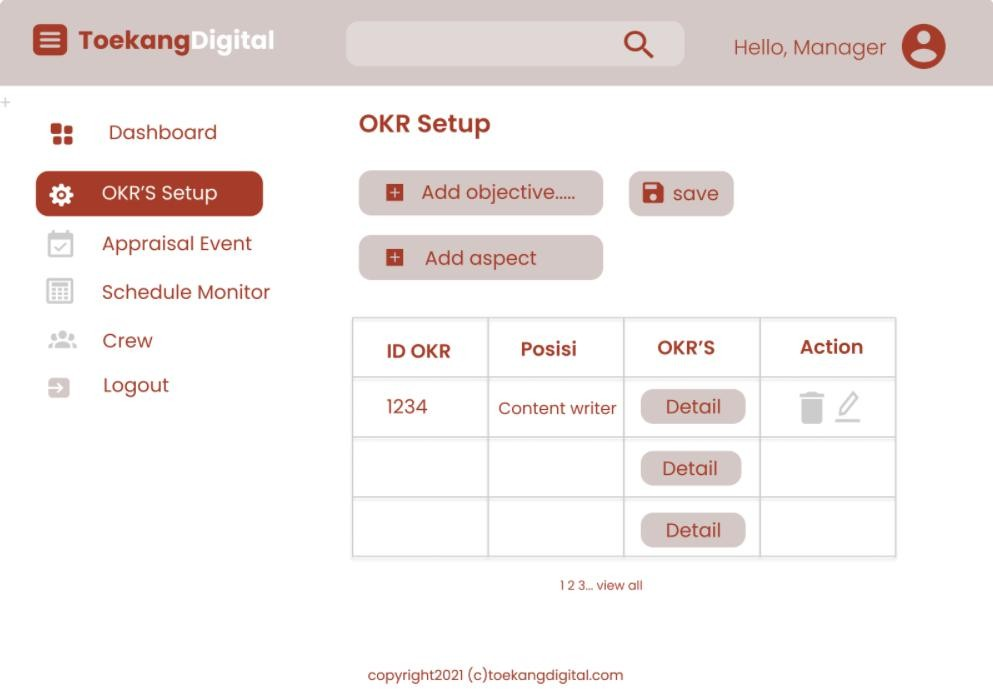 ToekangDigital
Hello, Manager
Dashboard
OKR'S Setup
Appraisal Event
Schedule Monitor
Crew
Logout
OKR Setup
Add objective.....
save
Add aspect
ID OKR Posisi OKR'S Action
1234 Content writer Detail
Detail
Detail
1 2 3... view all
copyright2021 (c)toekangdigital.com